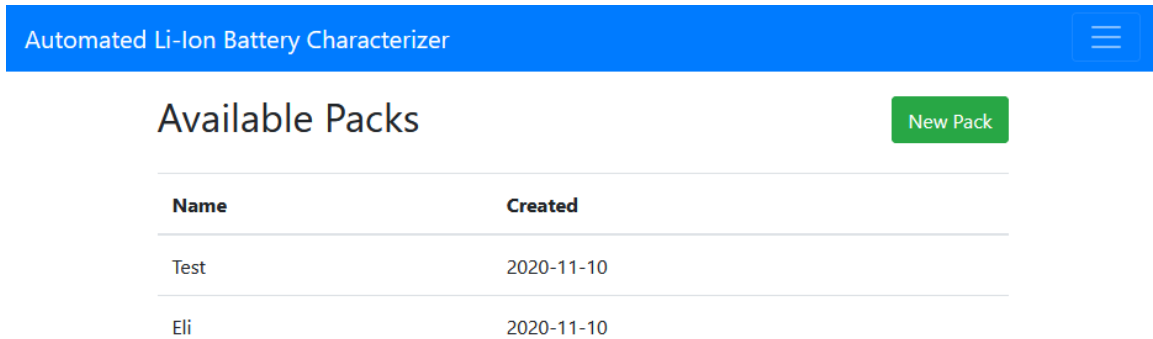 Automated Li-Ion Battery Characterizer
Available Packs
New Pack
Name Created
Test 2020-11-10
Eli 2020-11-10